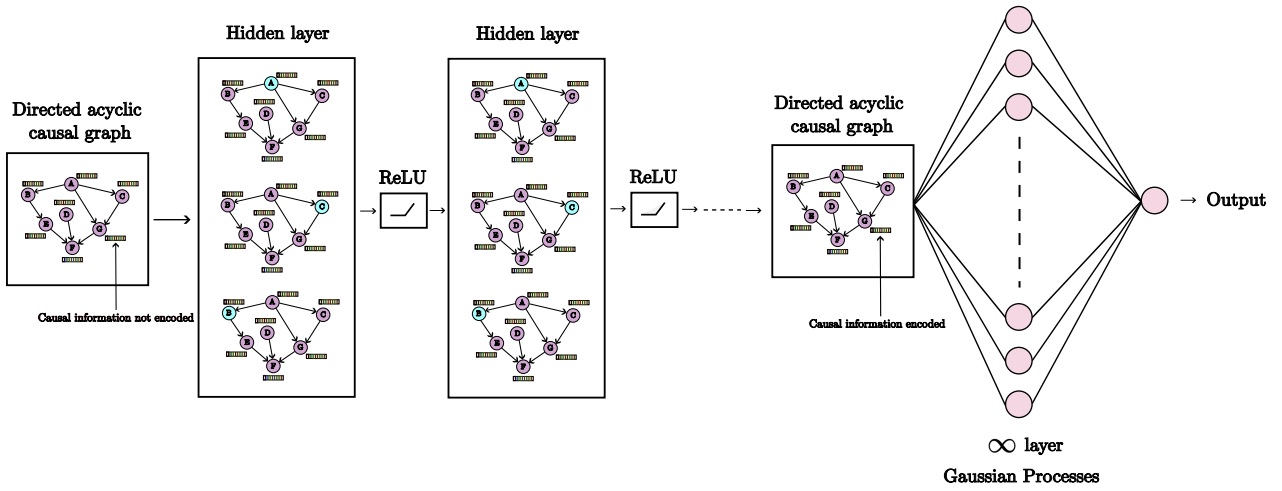 Directed acyclic
causal graph
A
B
C
D
E
G
F
Causal information not encoded
Hidden layer
A
B
C
D
E
G
F
A
B
C
D
E
G
F
A
B
C
D
E
G
F
ReLU
Hidden layer
A
B
C
D
E
G
F
A
B
C
D
E
G
F
A
B
C
D
E
G
F
ReLU
Directed acyclic
causal graph
A
B
C
D
E
G
F
Causal information encoded
∞ layer
Gaussian Processes
Output